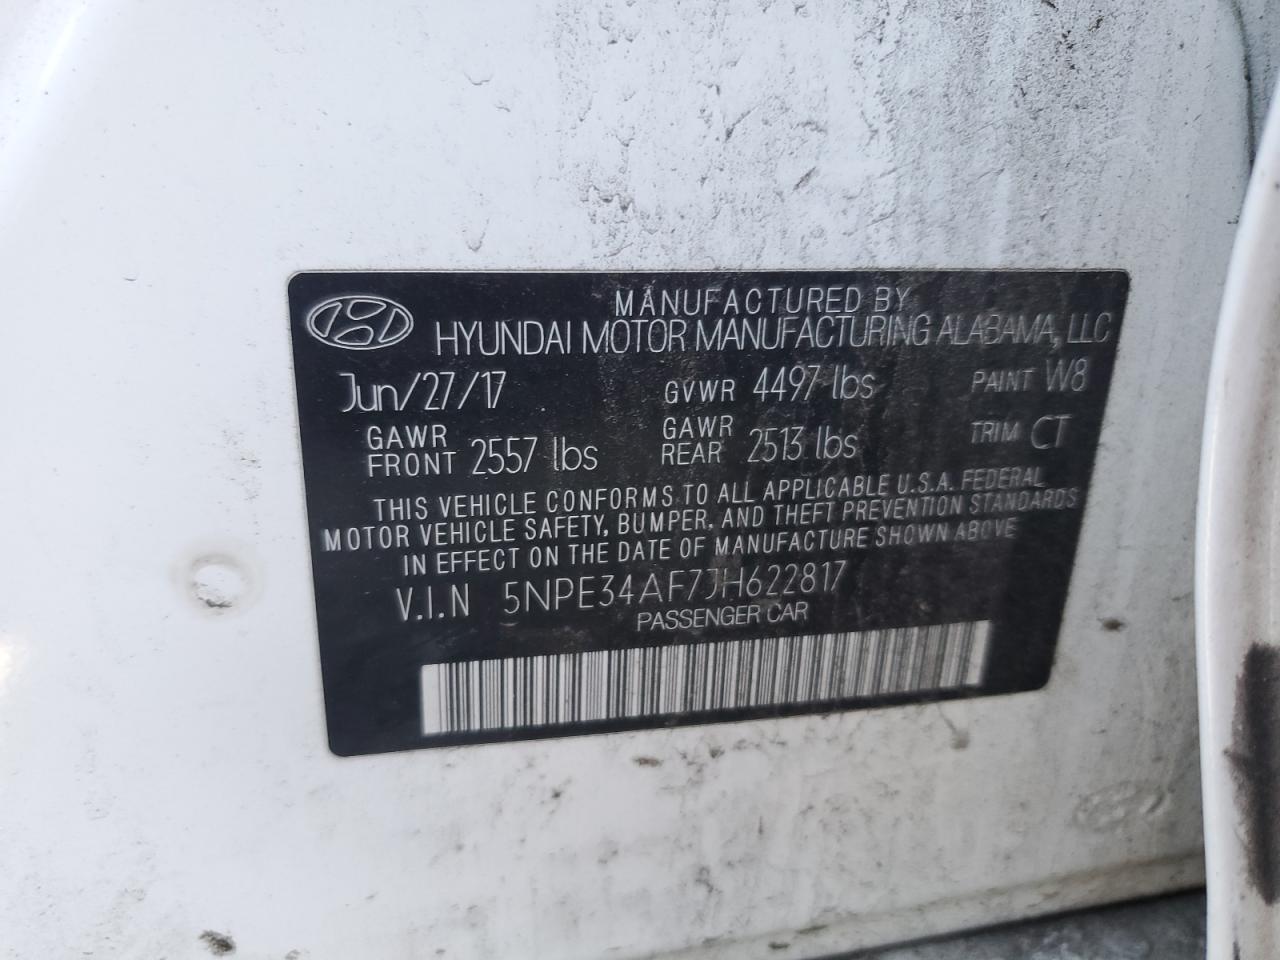 MANUFACTURED BY
HYUNDAI MOTOR MANUFACTURING ALABAMA, LLC
Jun/27/17 GVWR 4497 lbs PAINT W8
GAWR FRONT 2557 lbs GAWR REAR 2513 lbs TRIM CT
THIS VEHICLE CONFORMS TO ALL APPLICABLE U.S.A. FEDERAL
MOTOR VEHICLE SAFETY, BUMPER, AND THEFT PREVENTION STANDARDS
IN EFFECT ON THE DATE OF MANUFACTURE SHOWN ABOVE
V.I.N 5NPE34AF7JH622817
PASSENGER CAR